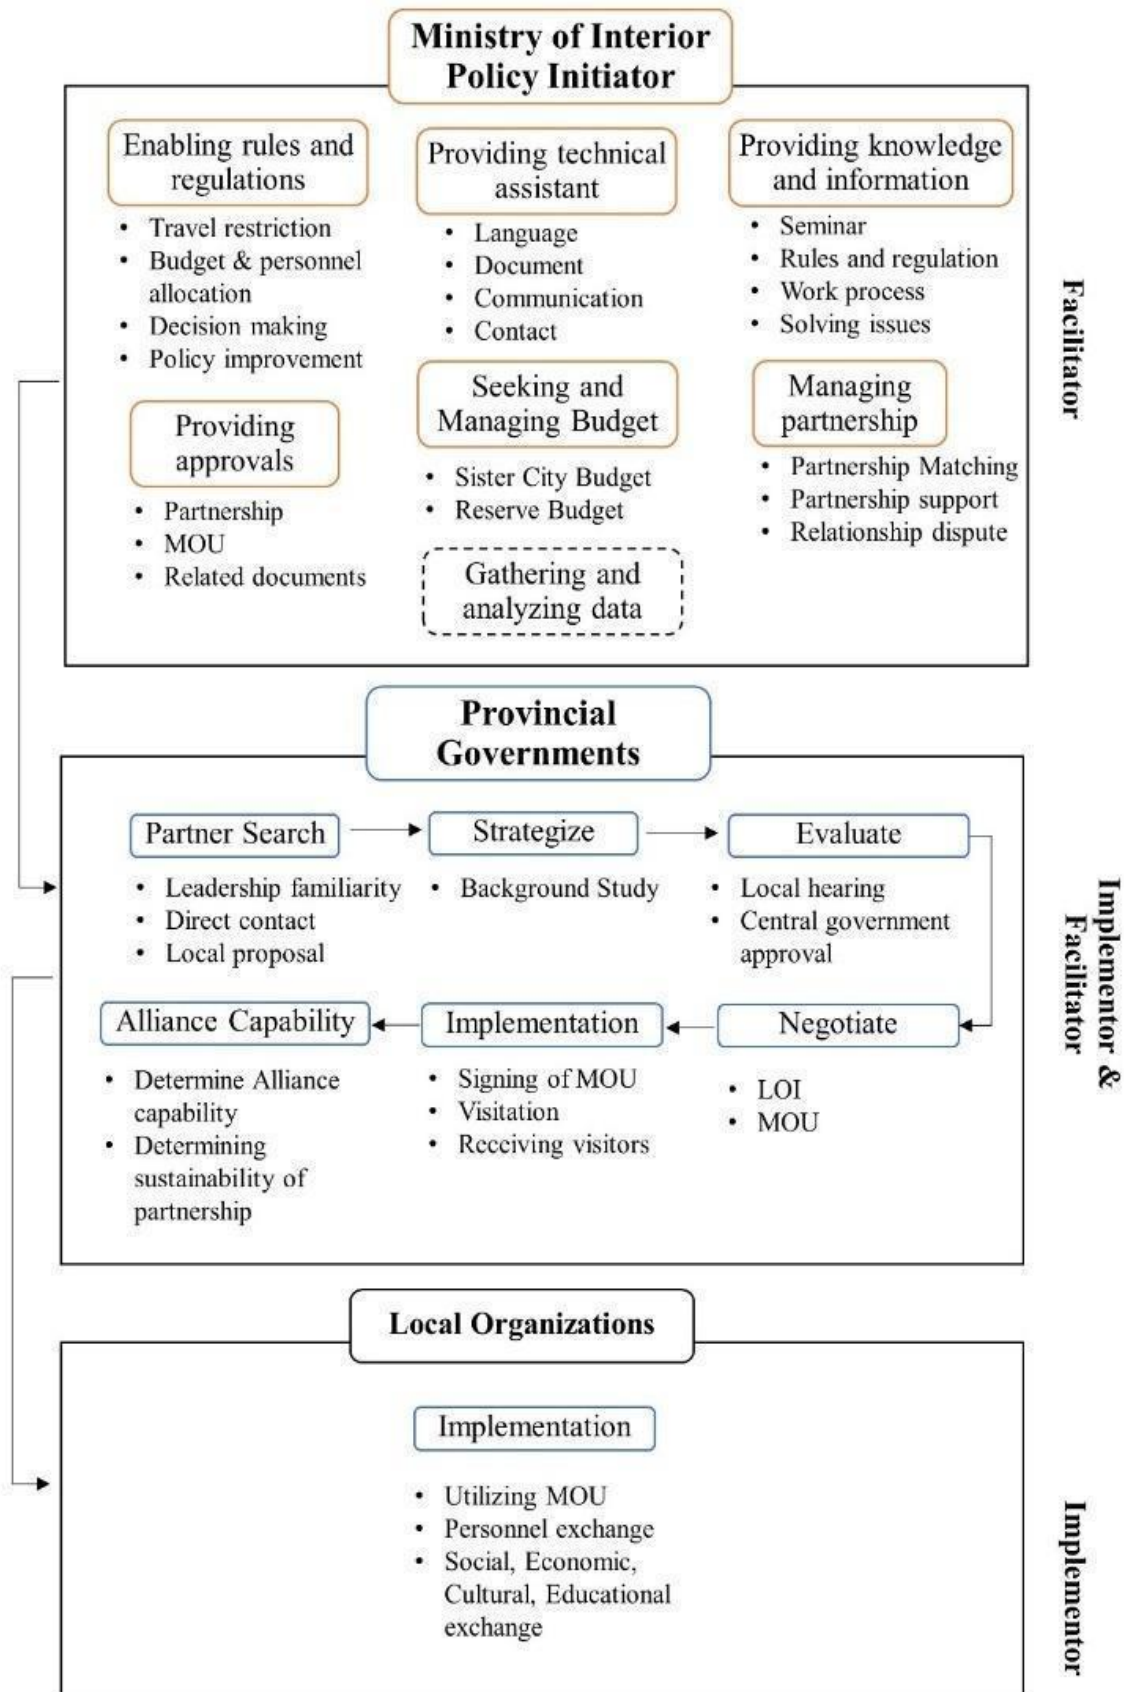 Ministry of Interior
Policy Initiator
Enabling rules and
regulations
• Travel restriction
• Budget & personnel
allocation
• Decision making
• Policy improvement
Providing technical
assistant
• Language
• Document
• Communication
• Contact
Providing knowledge
and information
• Seminar
• Rules and regulation
• Work process
• Solving issues
Providing
approvals
• Partnership
• MOU
• Related documents
Seeking and
Managing Budget
• Sister City Budget
• Reserve Budget
Managing
partnership
• Partnership Matching
• Partnership support
• Relationship dispute
Gathering and
analyzing data
Facilitator
Provincial
Governments
Partner Search
• Leadership familiarity
• Direct contact
• Local proposal
Strategize
• Background Study
Evaluate
• Local hearing
• Central government
approval
Negotiate
• LOI
• MOU
Implementation
• Signing of MOU
• Visitation
• Receiving visitors
Alliance Capability
• Determine Alliance
capability
• Determining
sustainability of
partnership
Implementor &
Facilitator
Local Organizations
Implementation
• Utilizing MOU
• Personnel exchange
• Social, Economic,
Cultural, Educational
exchange
Implementor